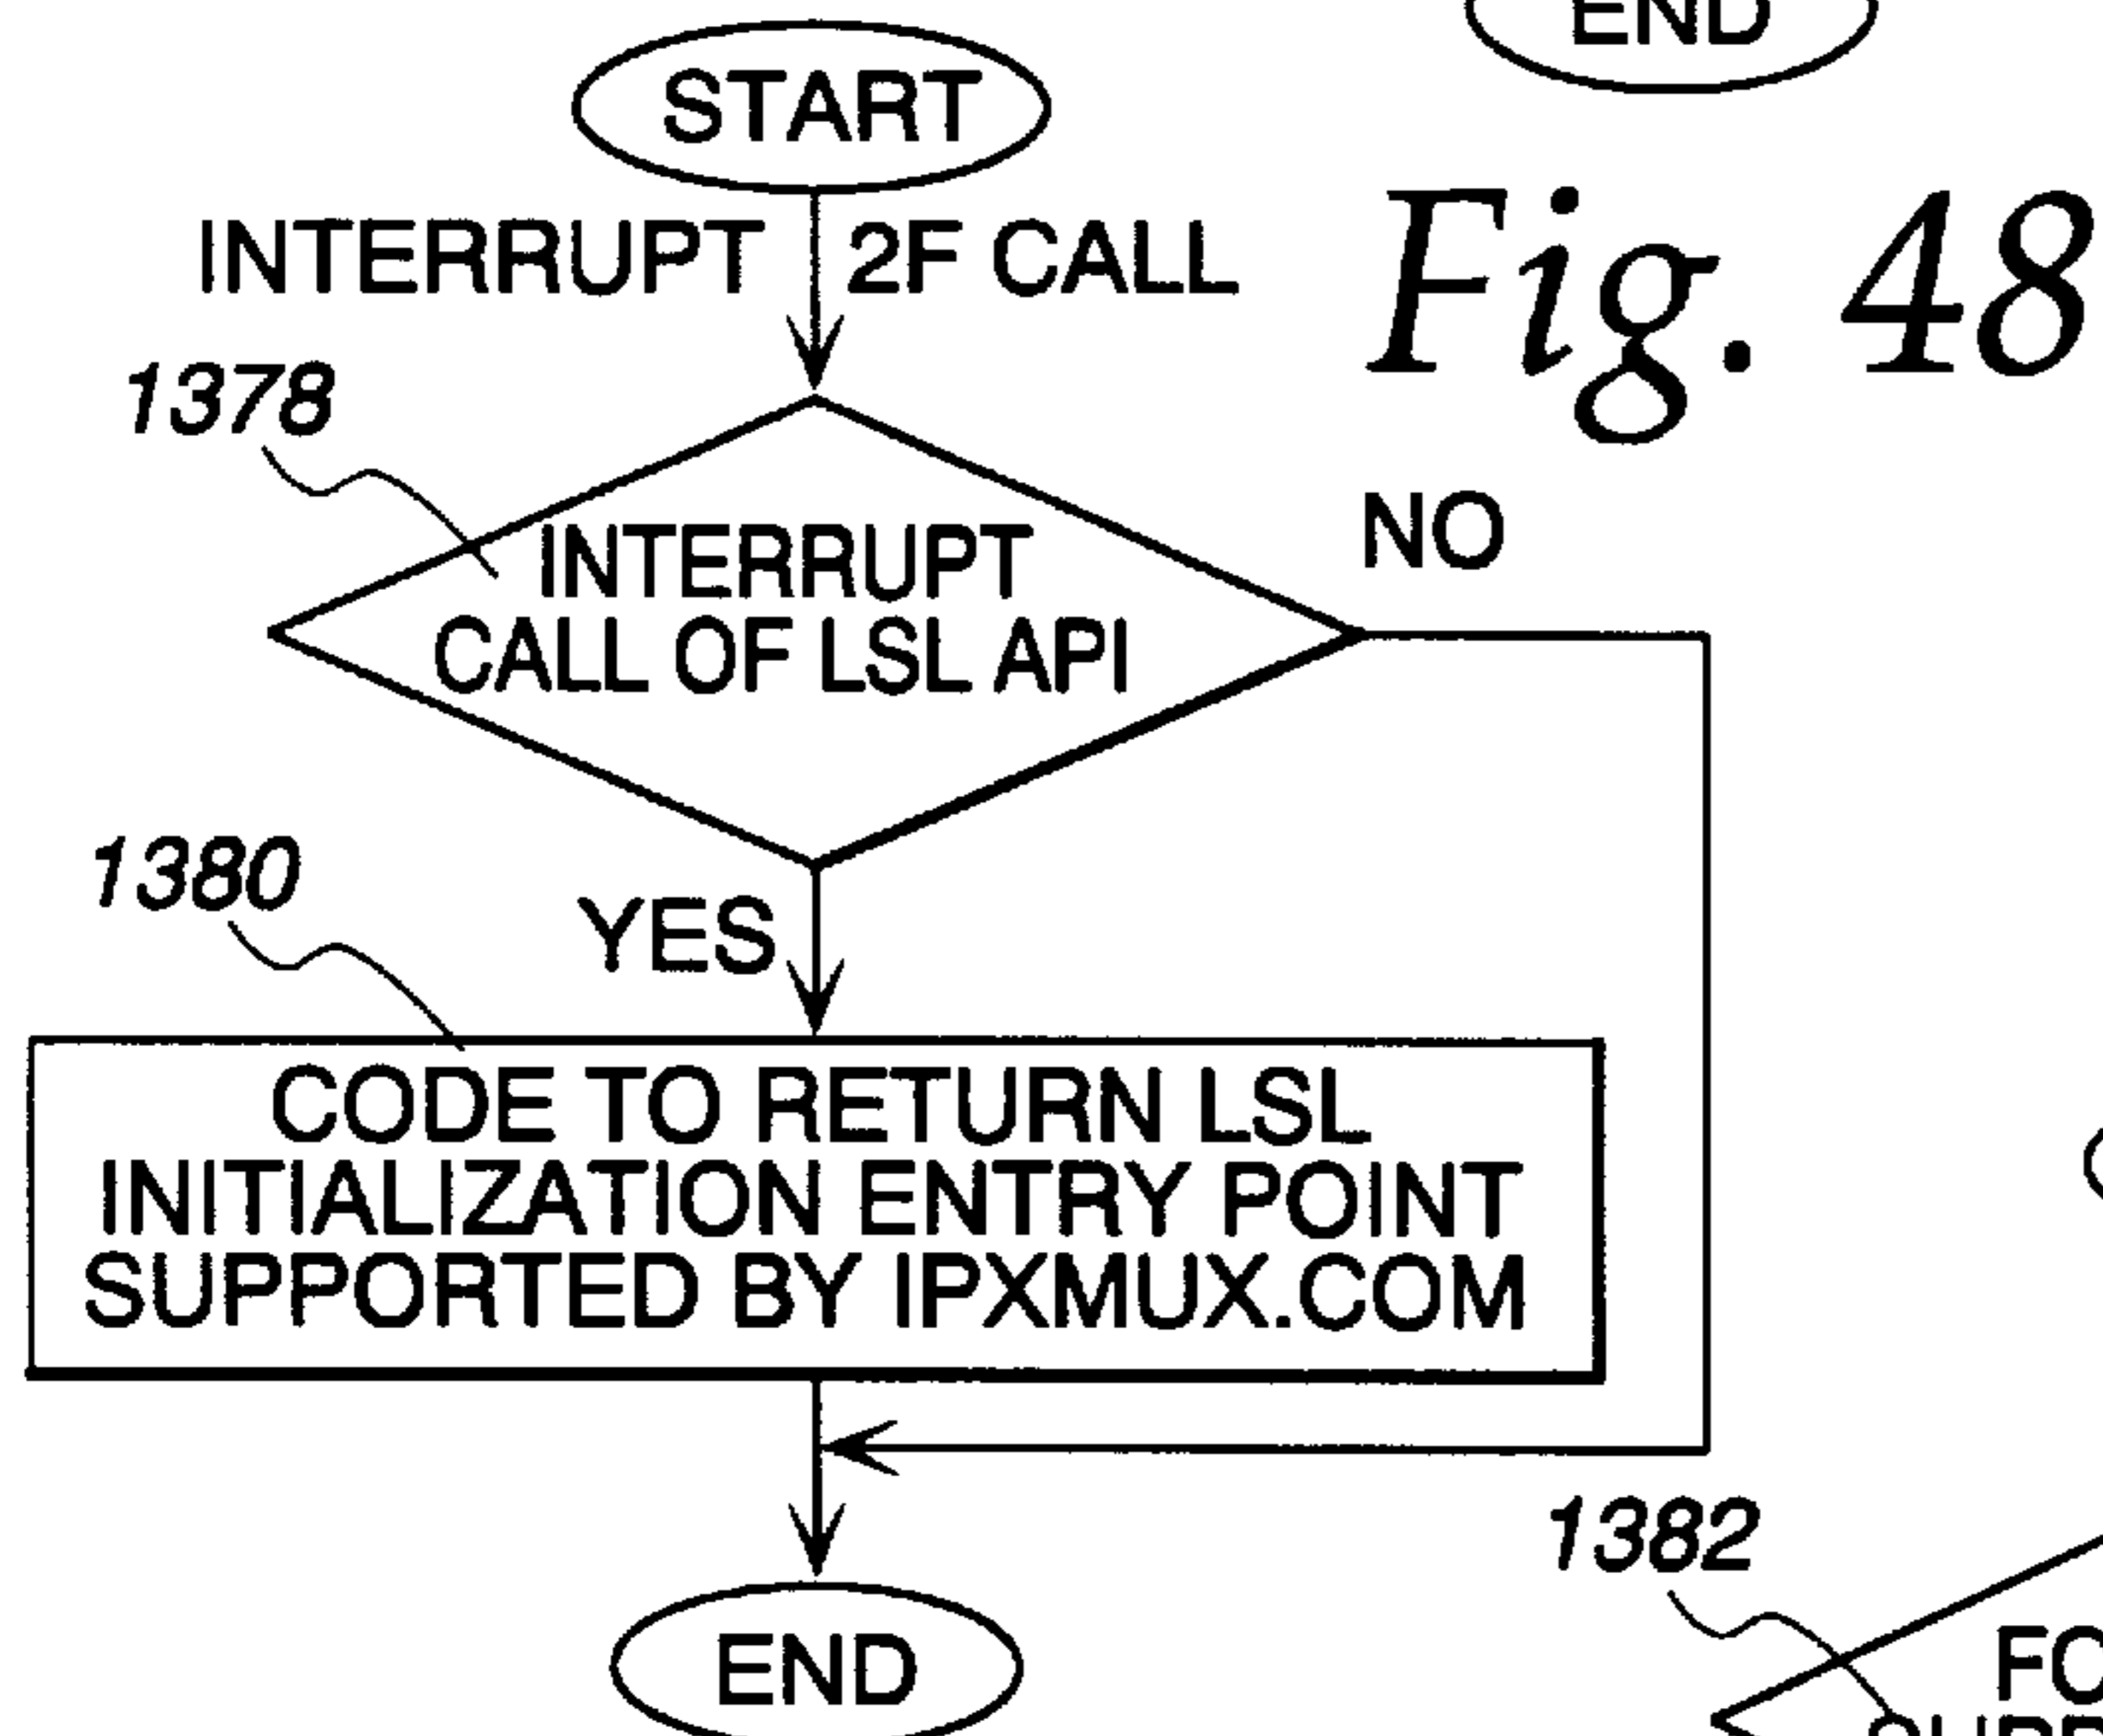 END
START
INTERRUPT 2F CALL
Fig. 48
1378
NO
INTERRUPT
CALL OF LSL API
1380
YES
CODE TO RETURN LSL
INITIALIZATION ENTRY POINT
SUPPORTED BY IPXMUX.COM
1382
END